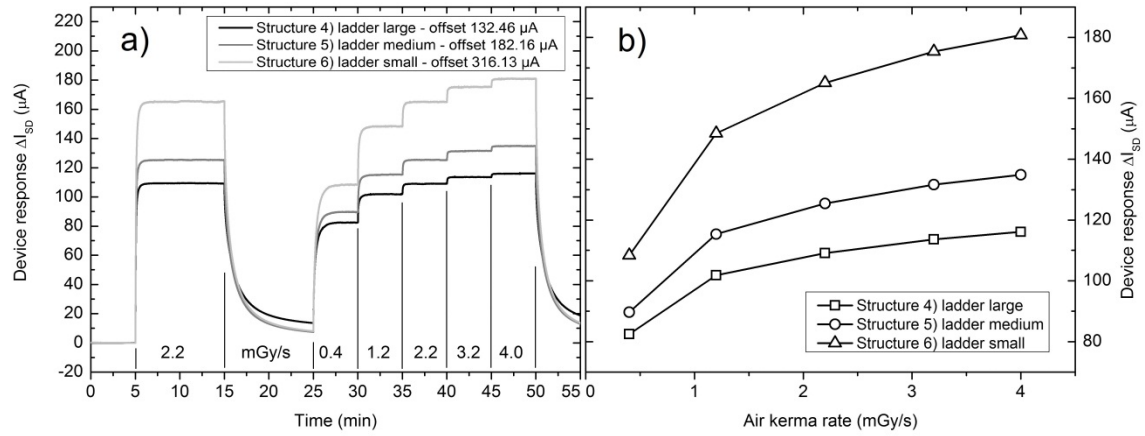 a)
Structure 4) ladder large - offset 132.46 µA
Structure 5) ladder medium - offset 182.16 µA
Structure 6) ladder small - offset 316.13 µA
Device response ΔI_SD (µA)
220
200
180
160
140
120
100
80
60
40
20
0
-20
2.2 mGy/s 0.4 1.2 2.2 3.2 4.0
0 5 10 15 20 25 30 35 40 45 50 55
Time (min)
b)
180
160
140
120
100
80
Device response ΔI_SD (µA)
Structure 4) ladder large
Structure 5) ladder medium
Structure 6) ladder small
0 1 2 3 4
Air kerma rate (mGy/s)